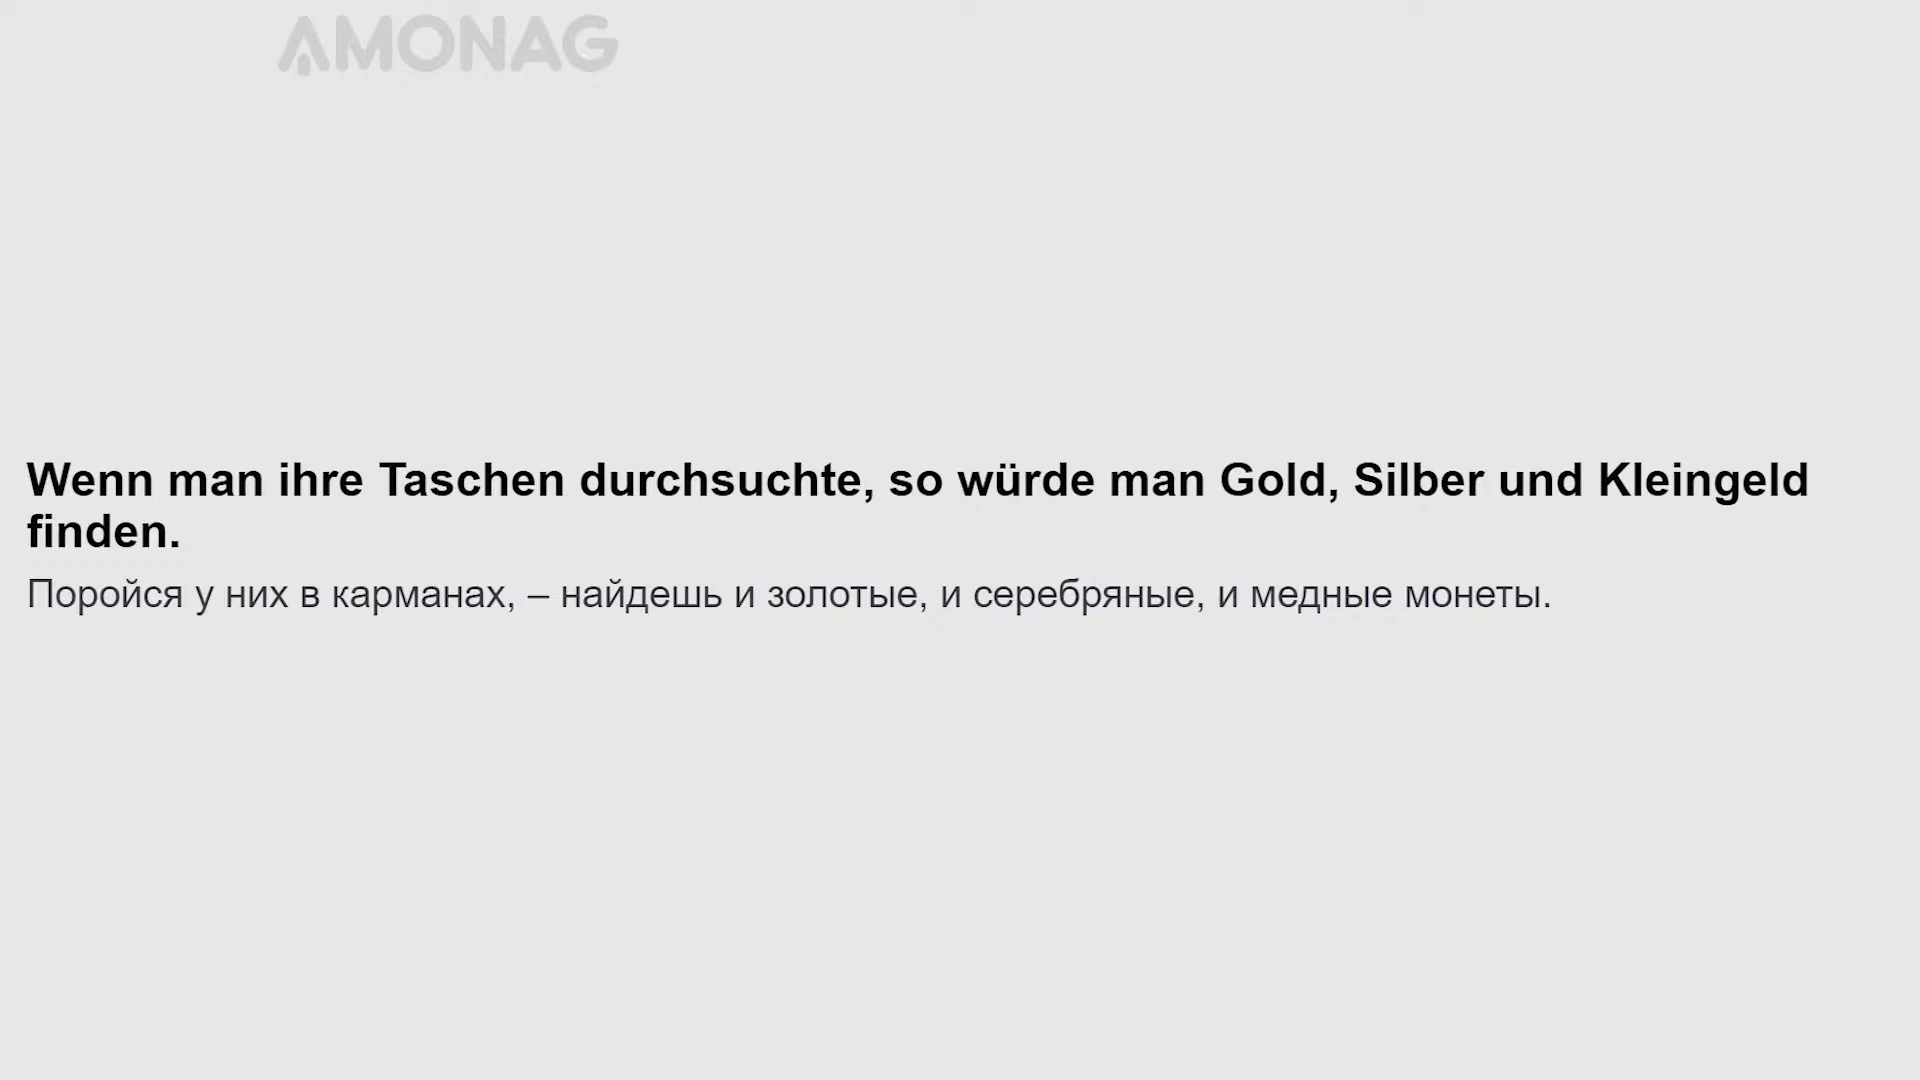 AMONAG
Wenn man ihre Taschen durchsuchte, so würde man Gold, Silber und Kleingeld
finden.
Поройся у них в карманах, – найдешь и золотые, и серебряные, и медные монеты.